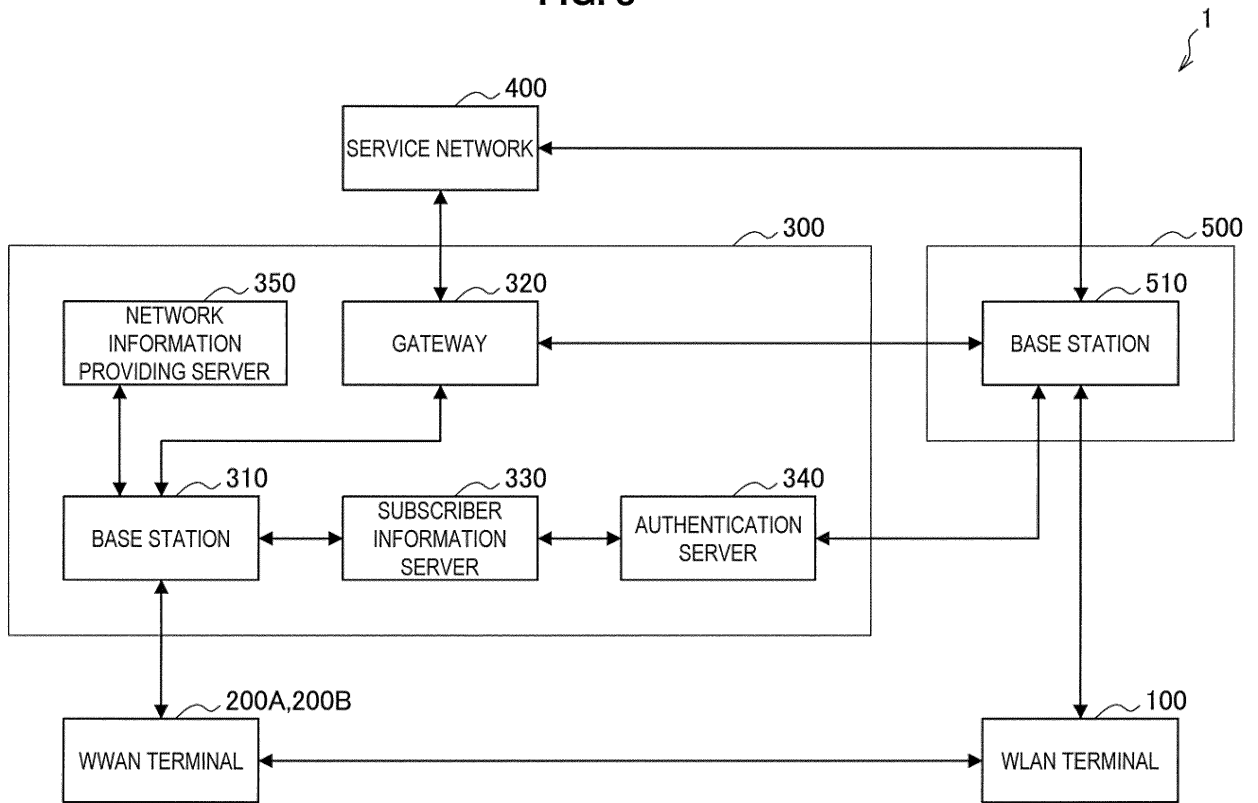 1
400
SERVICE NETWORK
300
500
350
320
510
NETWORK
INFORMATION
PROVIDING SERVER
GATEWAY
BASE STATION
310
330
340
BASE STATION
SUBSCRIBER
INFORMATION
SERVER
AUTHENTICATION
SERVER
200A,200B
100
WWAN TERMINAL
WLAN TERMINAL